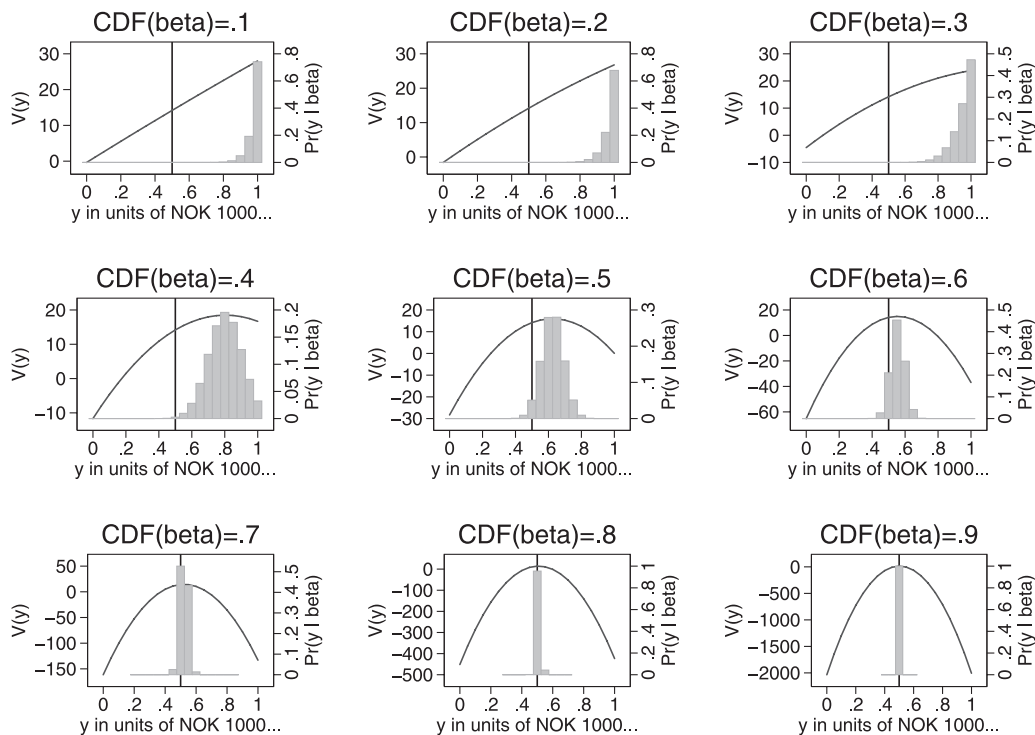 CDF(beta)=.1
30
20
10
0
V(y)
0 .2 .4 .6 .8
Pr(y | beta)
0 .2 .4 .6 .8 1
y in units of NOK 1000...
CDF(beta)=.2
30
20
10
0
V(y)
0 .2 .4 .6 .8
Pr(y | beta)
0 .2 .4 .6 .8 1
y in units of NOK 1000...
CDF(beta)=.3
30
20
10
0
−10
V(y)
0 .1 .2 .3 .4 .5
Pr(y | beta)
0 .2 .4 .6 .8 1
y in units of NOK 1000...
CDF(beta)=.4
20
10
0
−10
V(y)
0 .05 .1 .15 .2
Pr(y | beta)
0 .2 .4 .6 .8 1
y in units of NOK 1000...
CDF(beta)=.5
20
10
0
−10
−20
−30
V(y)
0 .1 .2 .3
Pr(y | beta)
0 .2 .4 .6 .8 1
y in units of NOK 1000...
CDF(beta)=.6
20
0
−20
−40
−60
V(y)
0 .1 .2 .3 .4 .5
Pr(y | beta)
0 .2 .4 .6 .8 1
y in units of NOK 1000...
CDF(beta)=.7
50
0
−50
−100
−150
V(y)
0 .1 .2 .3 .4 .5
Pr(y | beta)
0 .2 .4 .6 .8 1
y in units of NOK 1000...
CDF(beta)=.8
0
−100
−200
−300
−400
−500
V(y)
0 .2 .4 .6 .8 1
Pr(y | beta)
0 .2 .4 .6 .8 1
y in units of NOK 1000...
CDF(beta)=.9
0
−500
−1000
−1500
−2000
V(y)
0 .2 .4 .6 .8 1
Pr(y | beta)
0 .2 .4 .6 .8 1
y in units of NOK 1000...